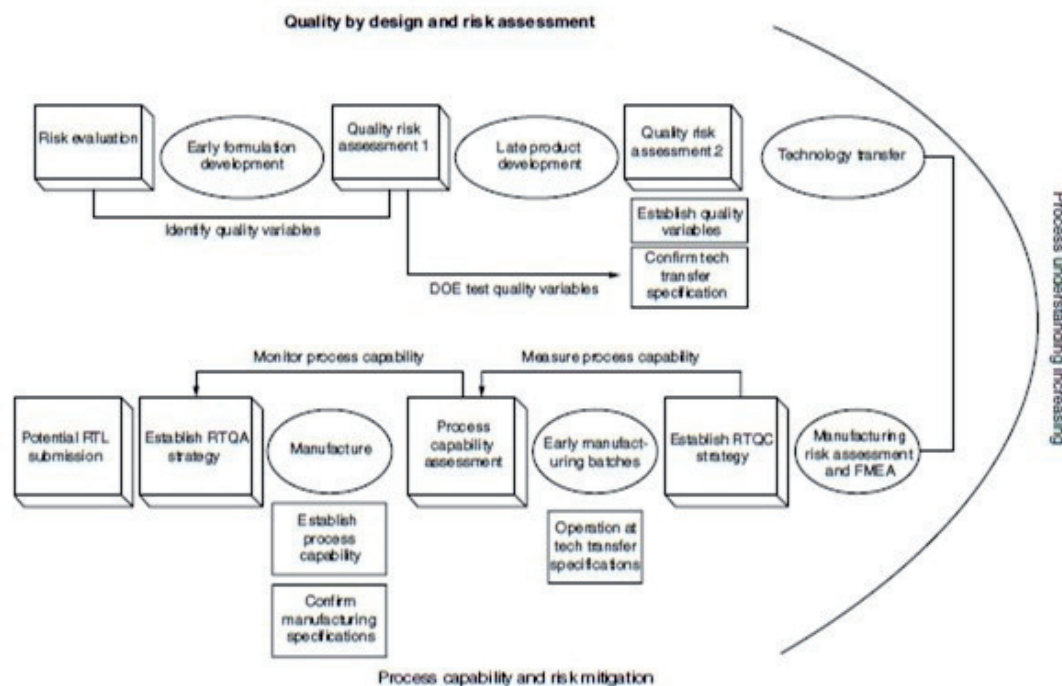 Quality by design and risk assessment
Risk evaluation
Early formulation
development
Quality risk
assessment 1
Late product
development
Quality risk
assessment 2
Technology transfer
Identify quality variables
Establish quality
variables
Confirm tech
transfer
specification
DOE test quality variables
Process understanding increasing
Monitor process capability
Measure process capability
Potential RTL
submission
Establish RTQA
strategy
Manufacture
Process
capability
assessment
Early manufact-
uring batches
Establish RTQC
strategy
Manufacturing
risk assessment
and FMEA
Establish
process
capability
Operation at
tech transfer
specifications
Confirm
manufacturing
specifications
Process capability and risk mitigation